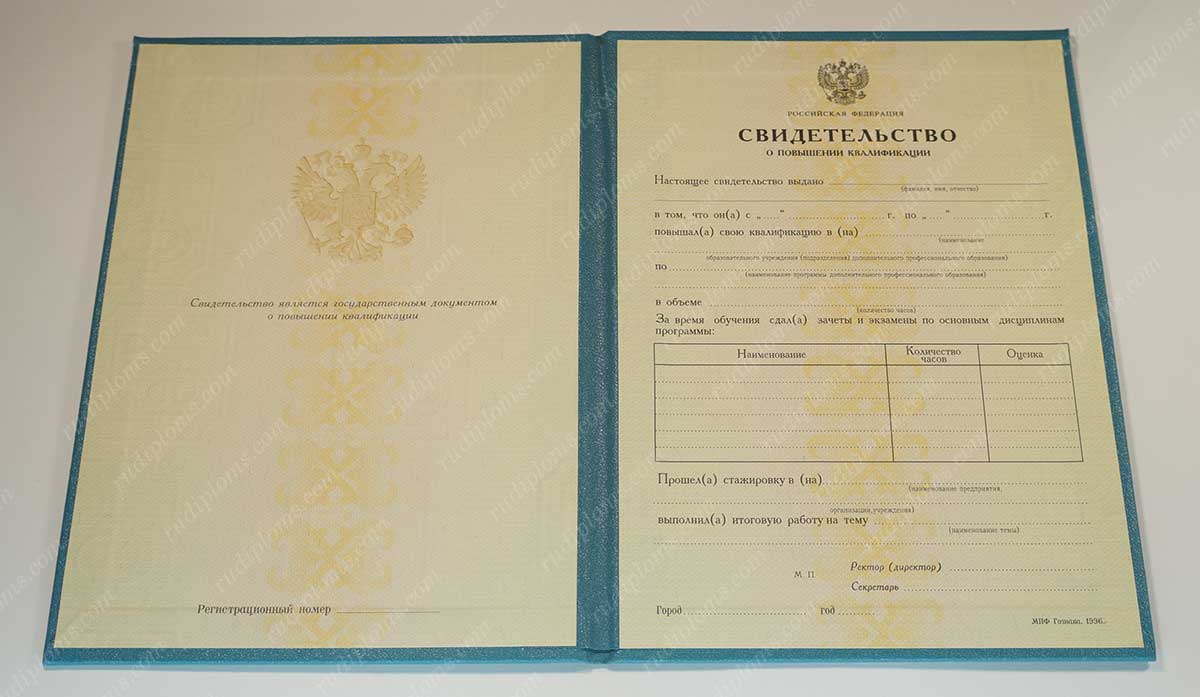 Свидетельство является государственным документом
о повышении квалификации
Регистрационный номер
РОССИЙСКАЯ ФЕДЕРАЦИЯ
СВИДЕТЕЛЬСТВО
О ПОВЫШЕНИИ КВАЛИФИКАЦИИ
Настоящее свидетельство выдано
(фамилия, имя, отчество)
в том, что он(а) с „.....“ ........................ г. по „.....“ ........................ г.
повышал(а) свою квалификацию в (на)
(наименование
образовательного учреждения (подразделения) дополнительного профессионального образования)
по
(наименование программы дополнительного профессионального образования)
в объеме
(количество часов)
За время обучения сдал(а) зачеты и экзамены по основным дисциплинам
программы:
Наименование Количество часов Оценка
Прошел(а) стажировку в (на)
(наименование предприятия,
организации,учреждения)
выполнил(а) итоговую работу на тему
(наименование темы)
М П Ректор (директор)
Секретарь
Город год
МПФ Гознака. 1996.
rudiploms.com